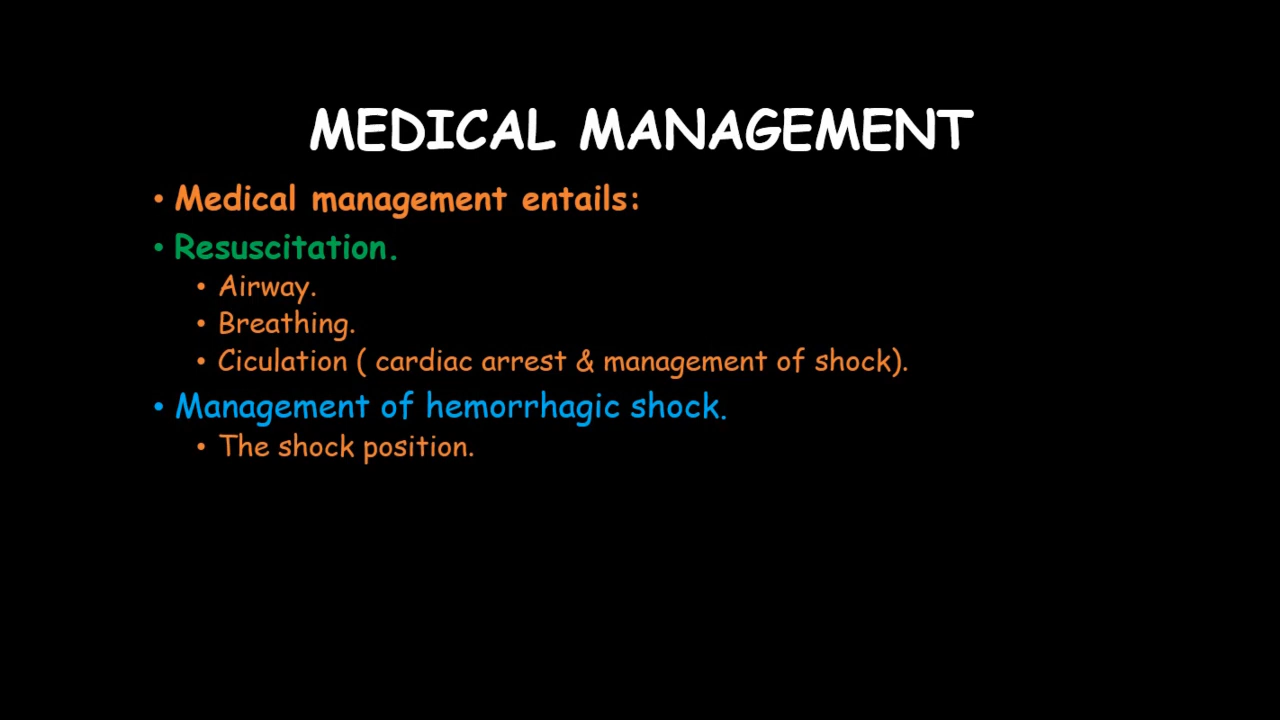 MEDICAL MANAGEMENT
• Medical management entails:
• Resuscitation.
• Airway.
• Breathing.
• Ciculation ( cardiac arrest & management of shock).
• Management of hemorrhagic shock.
• The shock position.